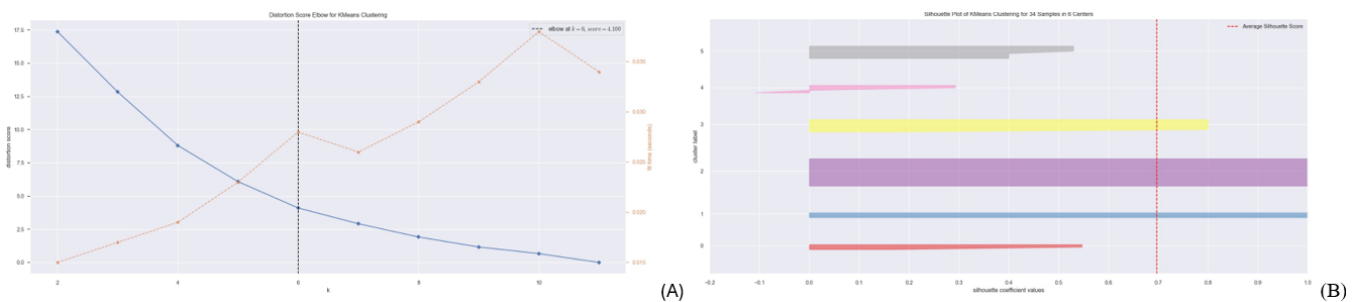 Distortion Score Elbow for KMeans Clustering
elbow at k = 6, score = 4.100
17.5
15.0
12.5
10.0
7.5
5.0
2.5
0.0
distortion score
0.035
0.030
0.025
0.020
0.015
fit time (seconds)
2 4 6 8 10
k
(A)
Silhouette Plot of KMeans Clustering for 34 Samples in 6 Centers
Average Silhouette Score
5
4
3
2
1
0
cluster label
−0.2 −0.1 0.0 0.1 0.2 0.3 0.4 0.5 0.6 0.7 0.8 0.9 1.0
silhouette coefficient values
(B)